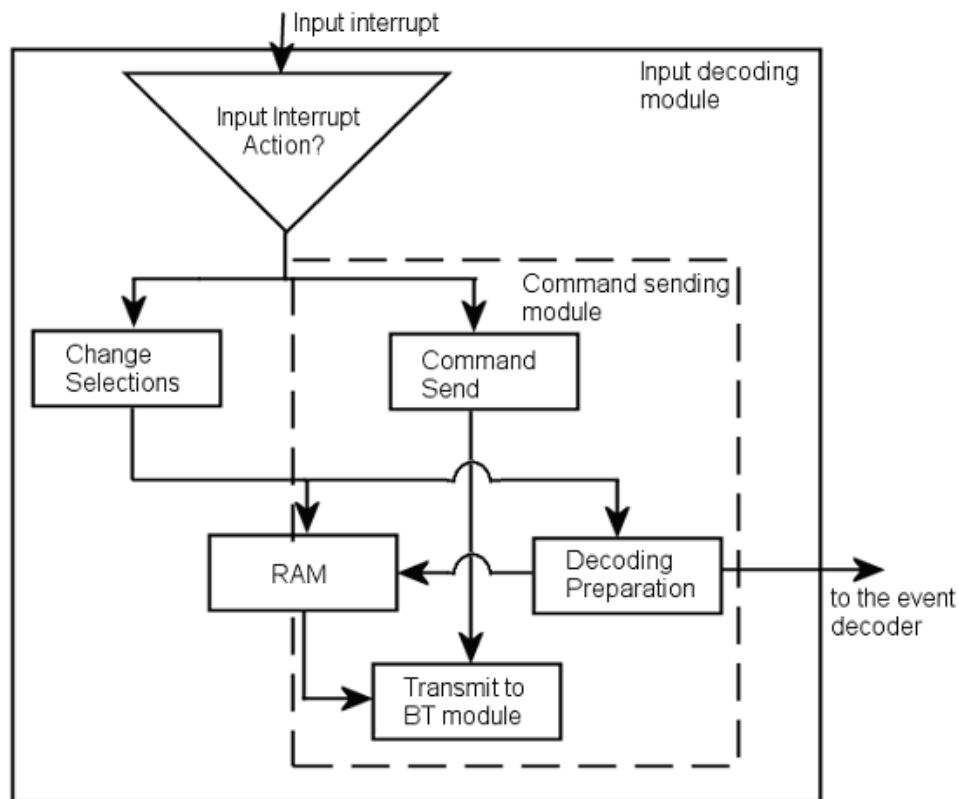 Input interrupt
Input decoding
module
Input Interrupt
Action?
Command sending
module
Change
Selections
Command
Send
RAM
Decoding
Preparation
to the event
decoder
Transmit to
BT module